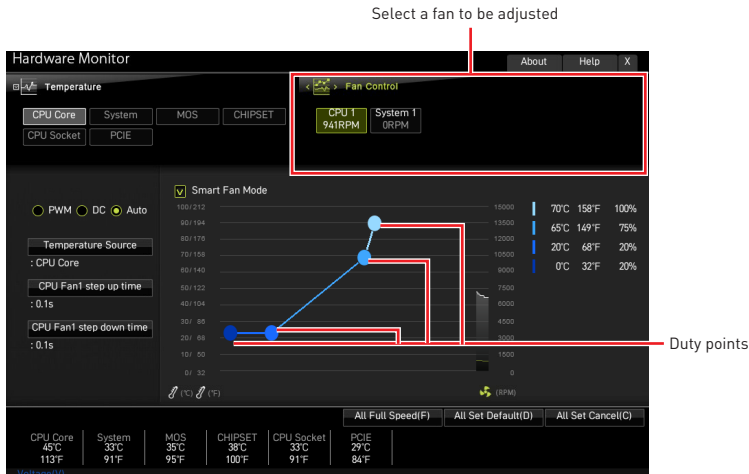 Select a fan to be adjusted
Hardware Monitor
About Help X
Temperature
Fan Control
CPU Core System MOS CHIPSET
CPU Socket PCIE
CPU 1 System 1
941RPM 0RPM
Smart Fan Mode
PWM DC Auto
Temperature Source
: CPU Core
CPU Fan1 step up time
: 0.1s
CPU Fan1 step down time
: 0.1s
100/212 15000
90/194 13500
80/176 12000
70/158 10500
60/140 9000
50/122 7500
40/104 6000
30/ 86 4500
20/ 68 3000
10/ 50 1500
0/ 32 0
70°C 158°F 100%
65°C 149°F 75%
20°C 68°F 20%
0°C 32°F 20%
Duty points
(°C) (°F) (RPM)
All Full Speed(F) All Set Default(D) All Set Cancel(C)
CPU Core System MOS CHIPSET CPU Socket PCIE
45°C 33°C 35°C 38°C 33°C 29°C
113°F 91°F 95°F 100°F 91°F 84°F
Voltage(V)